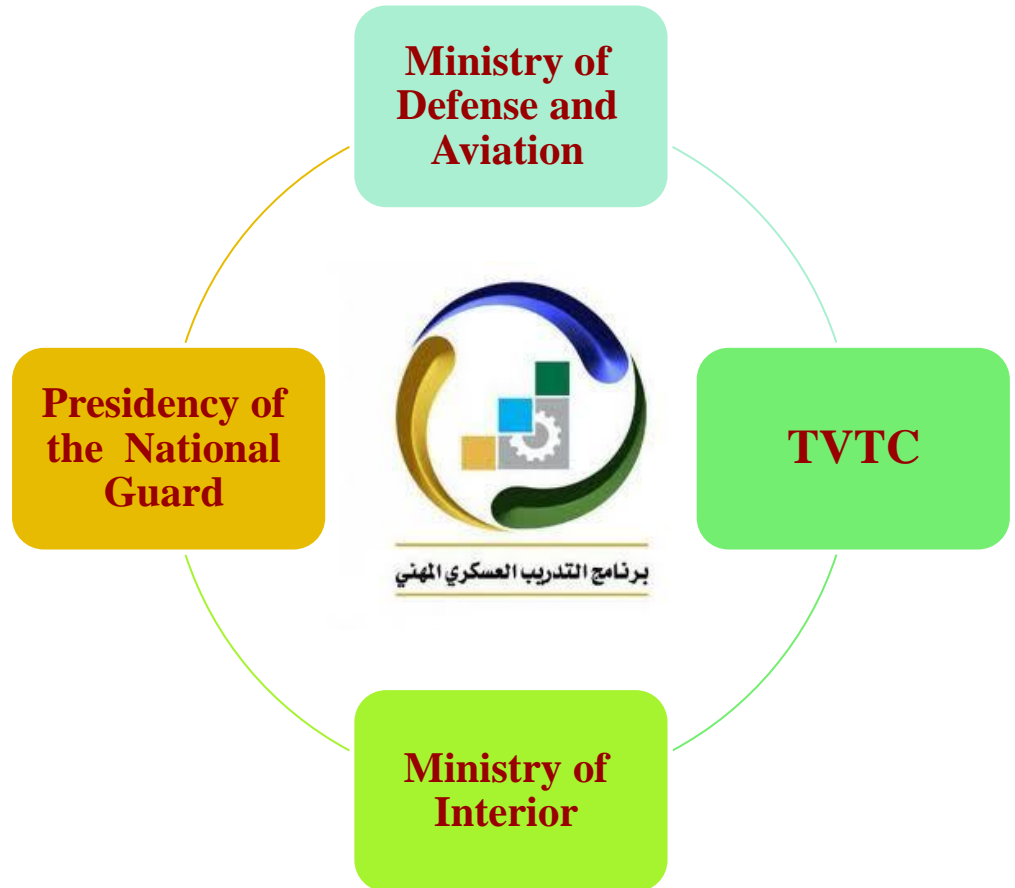 Ministry of
Defense and
Aviation
Presidency of
the National
Guard
TVTC
برنامج التدريب العسكري المهني
Ministry of
Interior